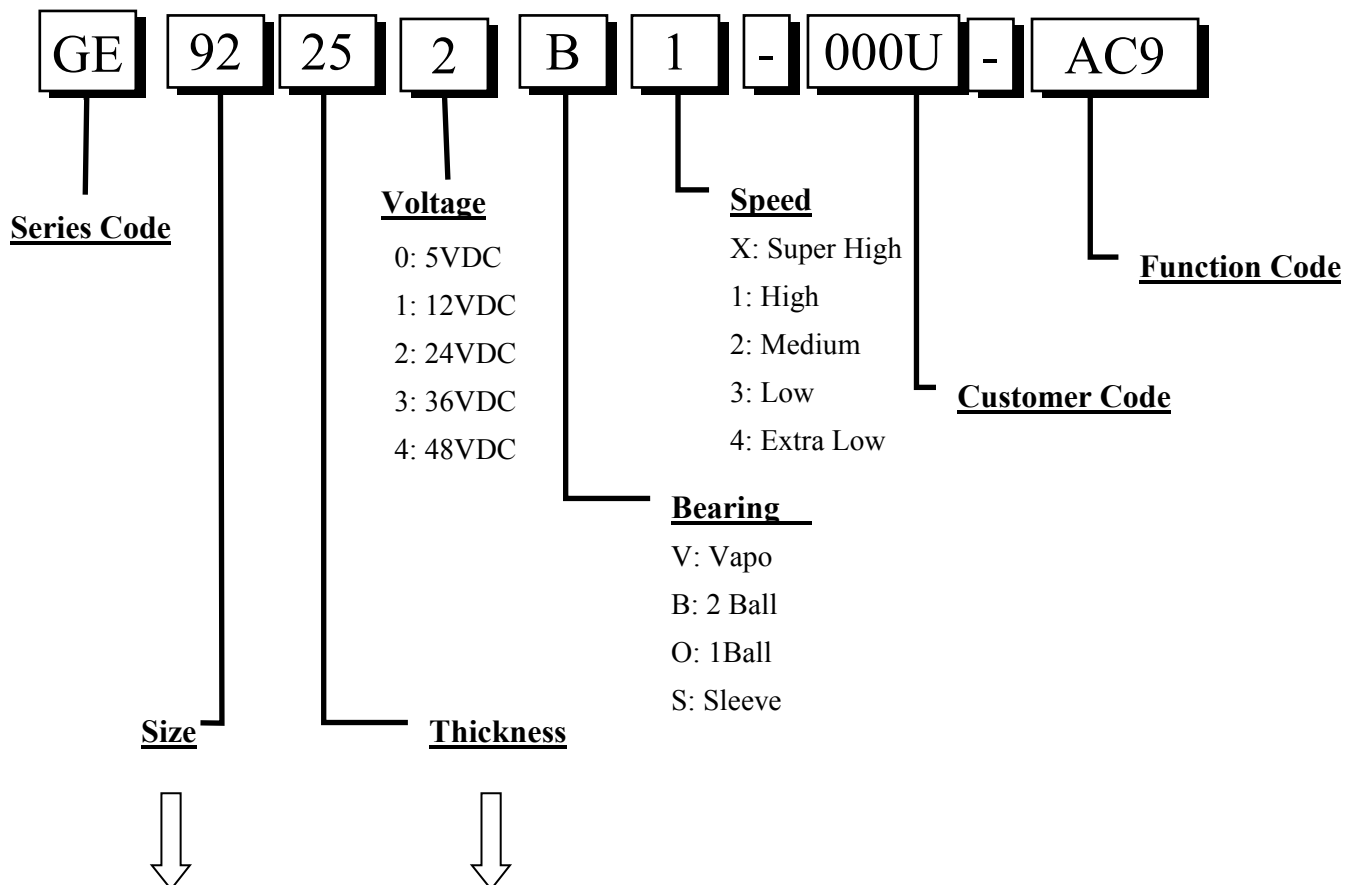 GE 92 25 2 B 1 - 000U - AC9
Series Code
Voltage
0: 5VDC
1: 12VDC
2: 24VDC
3: 36VDC
4: 48VDC
Speed
X: Super High
1: High
2: Medium
3: Low
4: Extra Low
Function Code
Customer Code
Bearing
V: Vapo
B: 2 Ball
O: 1Ball
S: Sleeve
Size
Thickness